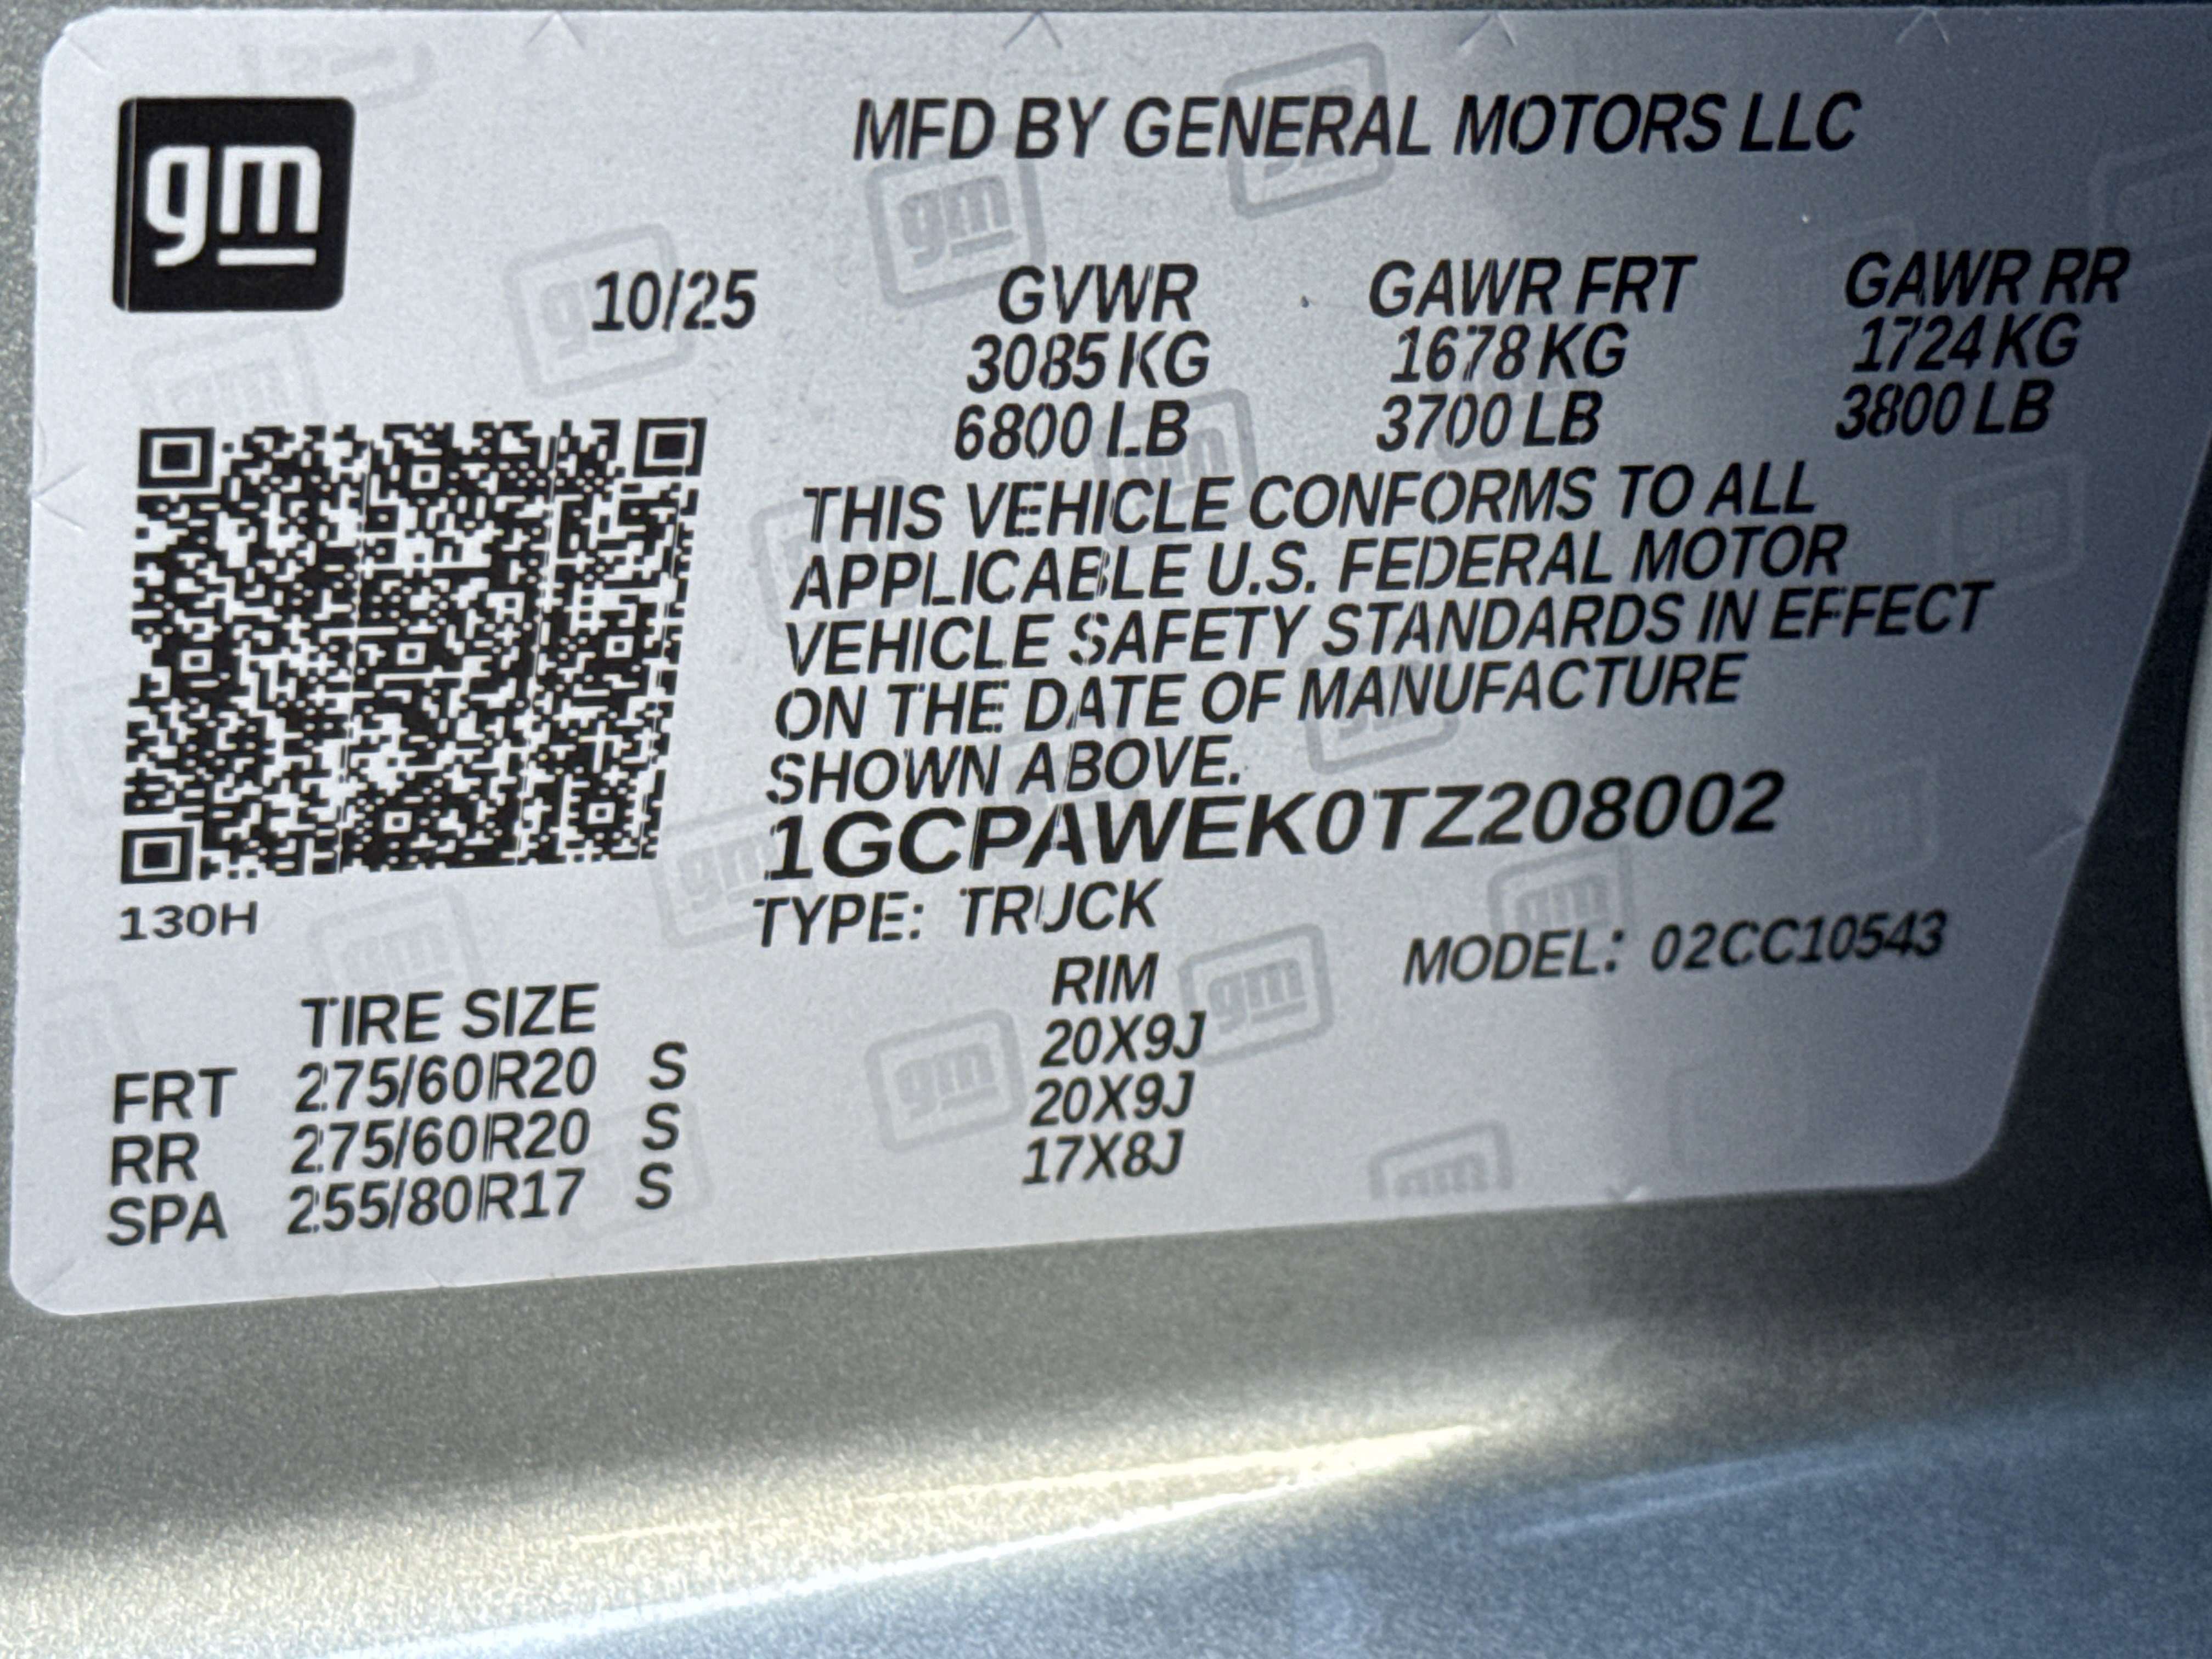 gm
MFD BY GENERAL MOTORS LLC
10/25
GVWR GAWR FRT GAWR RR
3085 KG 1678 KG 1724 KG
6800 LB 3700 LB 3800 LB
THIS VEHICLE CONFORMS TO ALL
APPLICABLE U.S. FEDERAL MOTOR
VEHICLE SAFETY STANDARDS IN EFFECT
ON THE DATE OF MANUFACTURE
SHOWN ABOVE.
1GCPAWEK0TZ208002
130H
TYPE: TRUCK
MODEL: 02CC10543
TIRE SIZE RIM
FRT 275/60R20 S 20X9J
RR 275/60R20 S 20X9J
SPA 255/80R17 S 17X8J